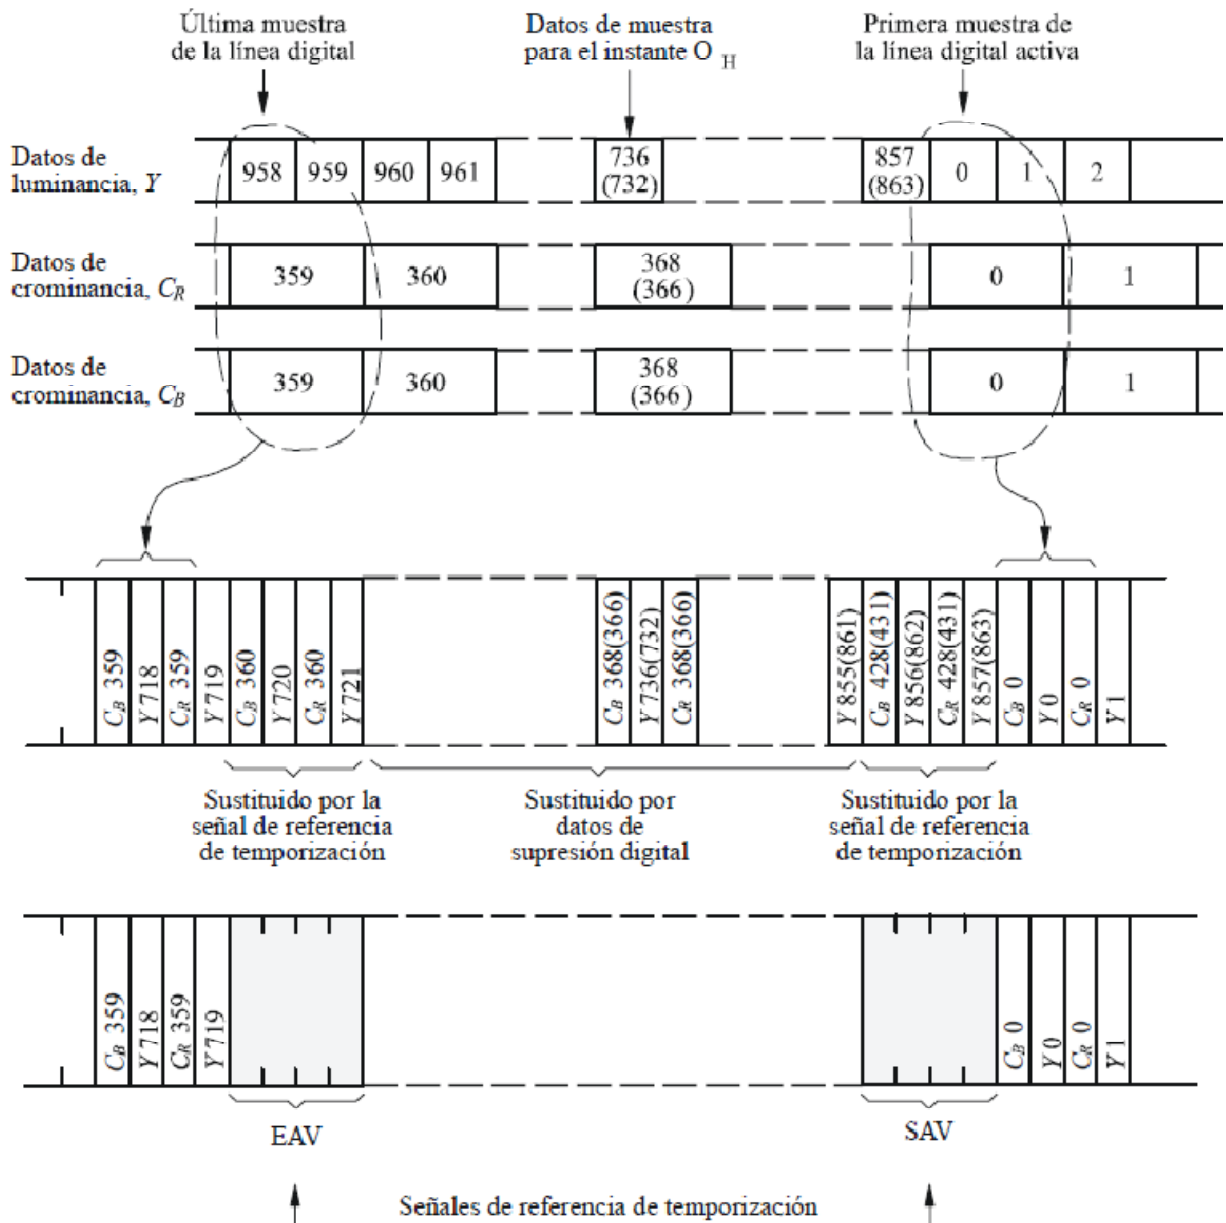 Última muestra
de la línea digital
Datos de muestra
para el instante O H
Primera muestra de
la línea digital activa
Datos de
luminancia, Y
958 959 960 961 736 857 0 1 2
(732) (863)
Datos de
crominancia, CR
359 360 368 0 1
(366)
Datos de
crominancia, CB
359 360 368 0 1
(366)
CB 359
Y 718
CR 359
Y 719
CB 360
Y 720
CR 360
Y 721
CB 368(366)
Y 736(732)
CR 368(366)
Y 855(861)
CB 428(431)
Y 856(862)
CR 428(431)
Y 857(863)
CB 0
Y 0
CR 0
Y 1
Sustituido por la
señal de referencia
de temporización
Sustituido por
datos de
supresión digital
Sustituido por la
señal de referencia
de temporización
CB 359
Y 718
CR 359
Y 719
CB 0
Y 0
CR 0
Y 1
EAV
SAV
Señales de referencia de temporización